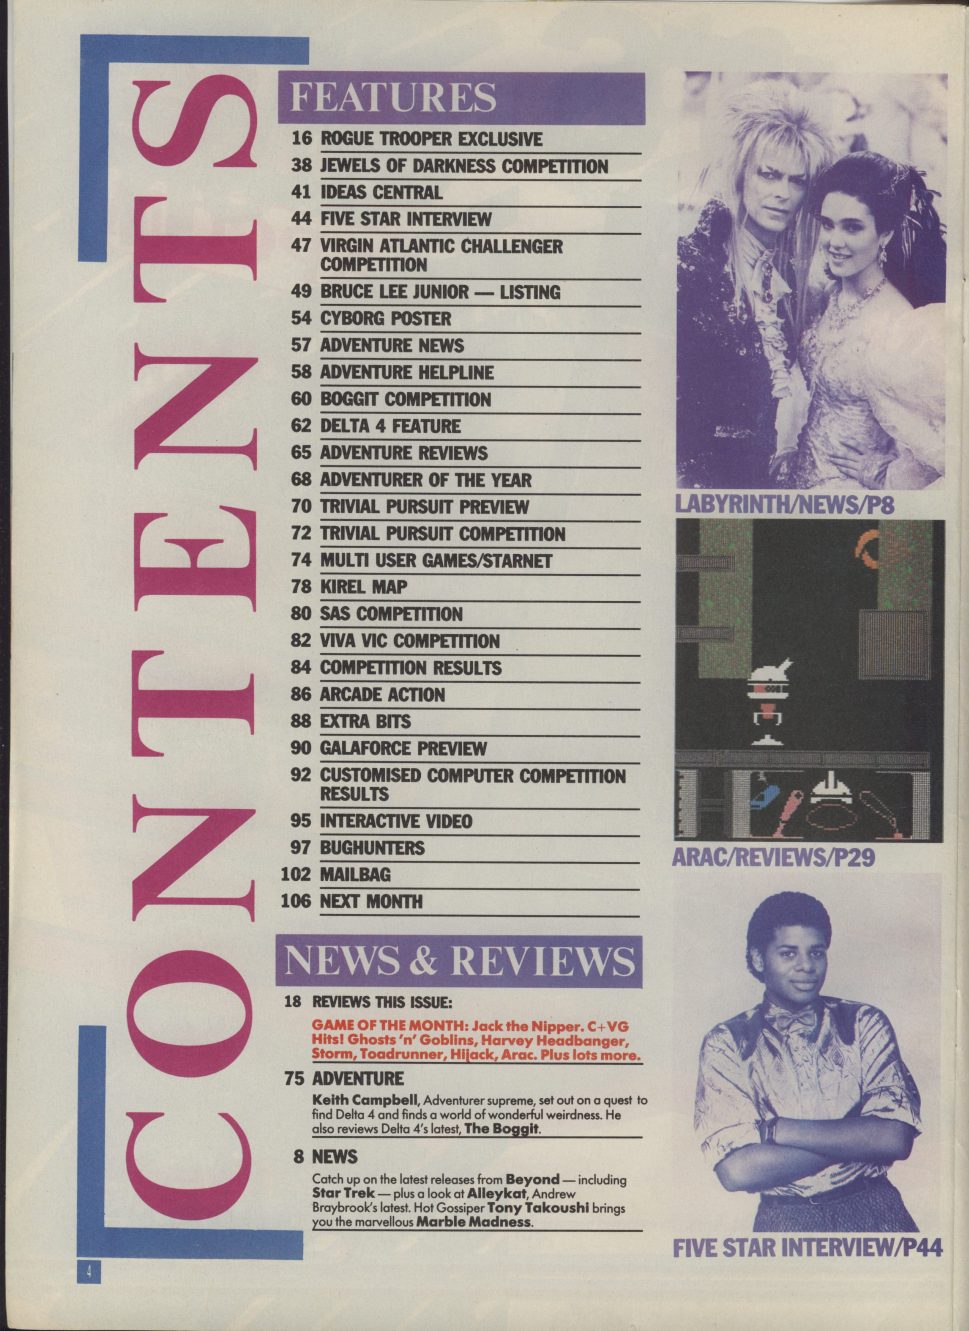 CONTENTS
FEATURES
16 ROGUE TROOPER EXCLUSIVE
38 JEWELS OF DARKNESS COMPETITION
41 IDEAS CENTRAL
44 FIVE STAR INTERVIEW
47 VIRGIN ATLANTIC CHALLENGER
COMPETITION
49 BRUCE LEE JUNIOR — LISTING
54 CYBORG POSTER
57 ADVENTURE NEWS
58 ADVENTURE HELPLINE
60 BOGGIT COMPETITION
62 DELTA 4 FEATURE
65 ADVENTURE REVIEWS
68 ADVENTURER OF THE YEAR
70 TRIVIAL PURSUIT PREVIEW
72 TRIVIAL PURSUIT COMPETITION
74 MULTI USER GAMES/STARNET
78 KIREL MAP
80 SAS COMPETITION
82 VIVA VIC COMPETITION
84 COMPETITION RESULTS
86 ARCADE ACTION
88 EXTRA BITS
90 GALAFORCE PREVIEW
92 CUSTOMISED COMPUTER COMPETITION
RESULTS
95 INTERACTIVE VIDEO
97 BUGHUNTERS
102 MAILBAG
106 NEXT MONTH
NEWS & REVIEWS
18 REVIEWS THIS ISSUE:
GAME OF THE MONTH: Jack the Nipper. C+VG
Hits! Ghosts 'n' Goblins, Harvey Headbanger,
Storm, Toadrunner, Hijack, Arac. Plus lots more.
75 ADVENTURE
Keith Campbell, Adventurer supreme, set out on a quest to
find Delta 4 and finds a world of wonderful weirdness. He
also reviews Delta 4's latest, The Boggit.
8 NEWS
Catch up on the latest releases from Beyond — including
Star Trek — plus a look at Alleykat, Andrew
Braybrook's latest. Hot Gossiper Tony Takoushi brings
you the marvellous Marble Madness.
LABYRINTH/NEWS/P8
ARAC/REVIEWS/P29
FIVE STAR INTERVIEW/P44
4